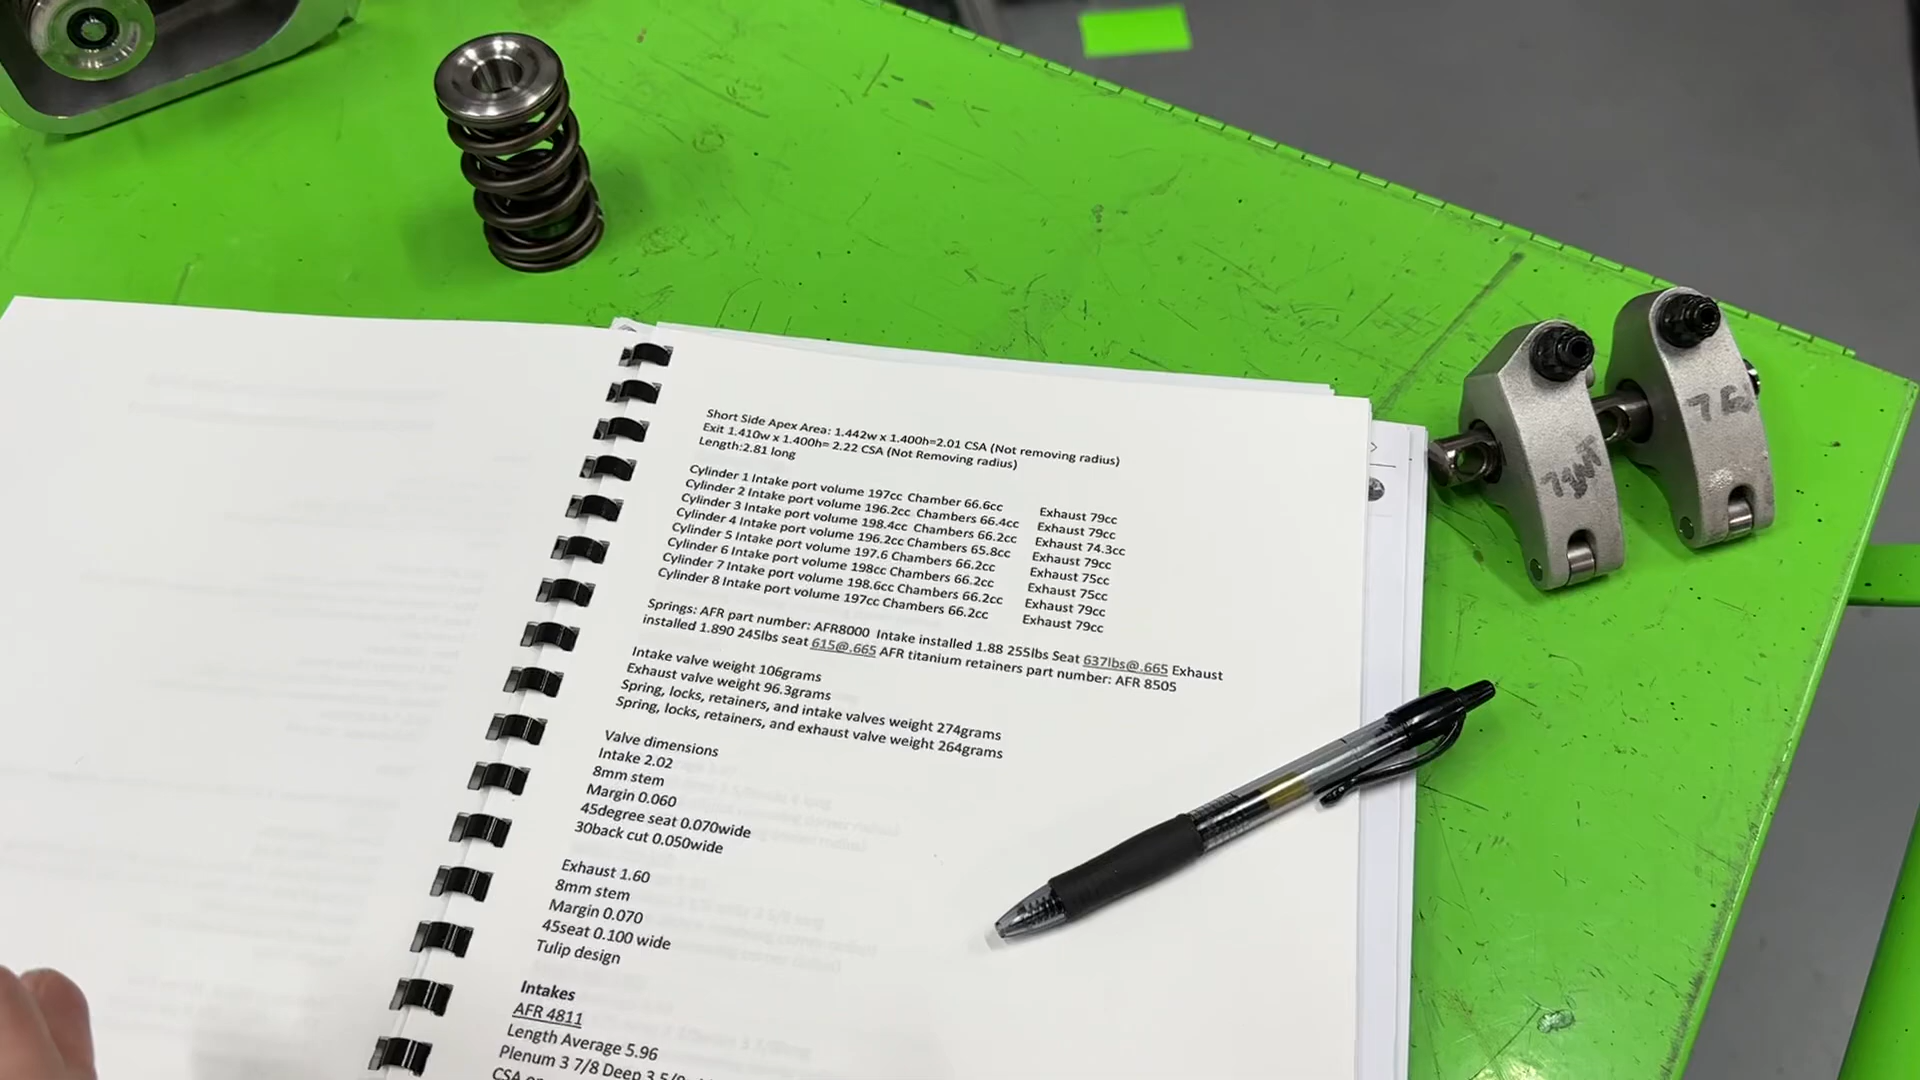 Short Side Apex Area: 1.442w x 1.400h=2.01 CSA (Not removing radius)
Exit 1.410w x 1.400h= 2.22 CSA (Not Removing radius)
Length:2.81 long
Cylinder 1 Intake port volume 197cc Chamber 66.6cc Exhaust 79cc
Cylinder 2 Intake port volume 196.2cc Chambers 66.4cc Exhaust 79cc
Cylinder 3 Intake port volume 198.4cc Chambers 66.2cc Exhaust 74.3cc
Cylinder 4 Intake port volume 196.2cc Chambers 65.8cc Exhaust 79cc
Cylinder 5 Intake port volume 197.6 Chambers 66.2cc Exhaust 75cc
Cylinder 6 Intake port volume 198cc Chambers 66.2cc Exhaust 75cc
Cylinder 7 Intake port volume 198.6cc Chambers 66.2cc Exhaust 79cc
Cylinder 8 Intake port volume 197cc Chambers 66.2cc Exhaust 79cc
Springs: AFR part number: AFR8000 Intake installed 1.88 255lbs Seat 637lbs@.665 Exhaust
installed 1.890 245lbs seat 615@.665 AFR titanium retainers part number: AFR 8505
Intake valve weight 106grams
Exhaust valve weight 96.3grams
Spring, locks, retainers, and intake valves weight 274grams
Spring, locks, retainers, and exhaust valve weight 264grams
Valve dimensions
Intake 2.02
8mm stem
Margin 0.060
45degree seat 0.070wide
30back cut 0.050wide
Exhaust 1.60
8mm stem
Margin 0.070
45seat 0.100 wide
Tulip design
Intakes
AFR 4811
Length Average 5.96
Plenum 3 7/8 Deep 3 5/8
CSA